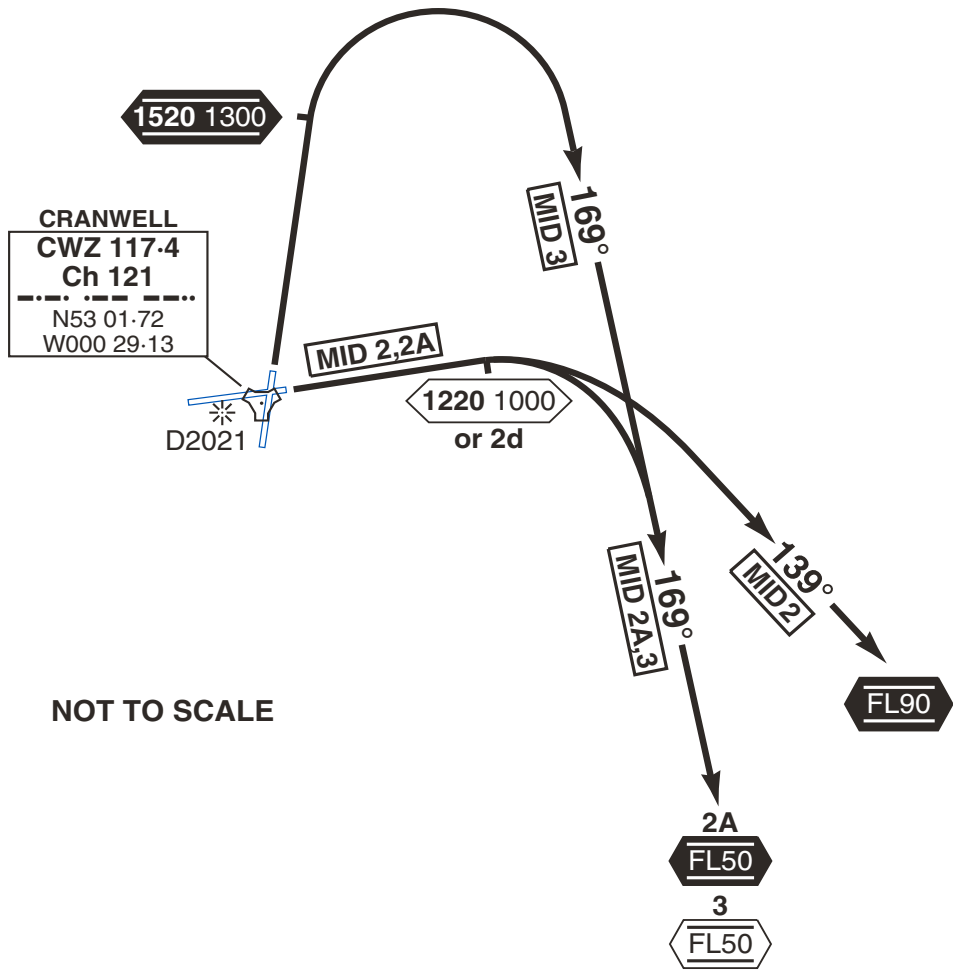 1520 1300
CRANWELL
CWZ 117·4
Ch 121
N53 01·72
W000 29·13
D2021
MID 3
169°
MID 2,2A
1220 1000
or 2d
139°
MID 2
MID 2A,3
169°
FL90
NOT TO SCALE
2A
FL50
3
FL50